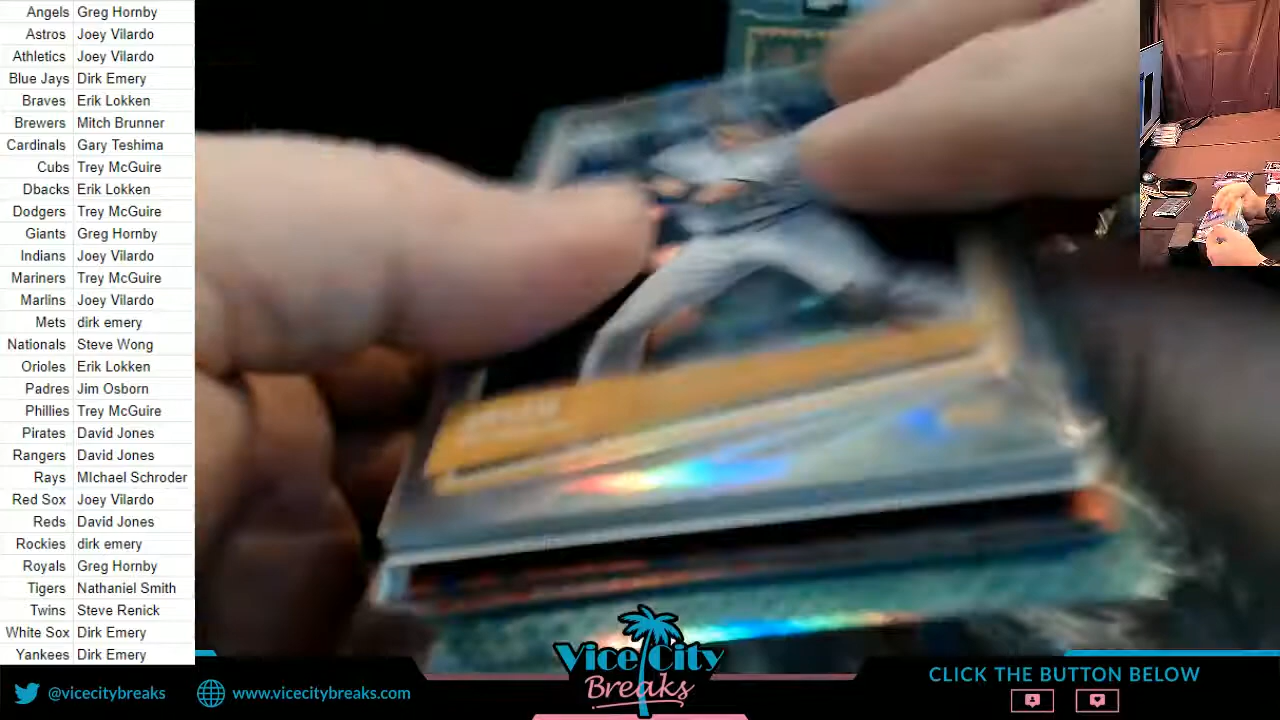 Angels Greg Hornby
Astros Joey Vilardo
Athletics Joey Vilardo
Blue Jays Dirk Emery
Braves Erik Lokken
Brewers Mitch Brunner
Cardinals Gary Teshima
Cubs Trey McGuire
Dbacks Erik Lokken
Dodgers Trey McGuire
Giants Greg Hornby
Indians Joey Vilardo
Mariners Trey McGuire
Marlins Joey Vilardo
Mets dirk emery
Nationals Steve Wong
Orioles Erik Lokken
Padres Jim Osborn
Phillies Trey McGuire
Pirates David Jones
Rangers David Jones
Rays MIchael Schroder
Red Sox Joey Vilardo
Reds David Jones
Rockies dirk emery
Royals Greg Hornby
Tigers Nathaniel Smith
Twins Steve Renick
White Sox Dirk Emery
Yankees Dirk Emery
@vicecitybreaks
www.vicecitybreaks.com
Vice City
Breaks
CLICK THE BUTTON BELOW